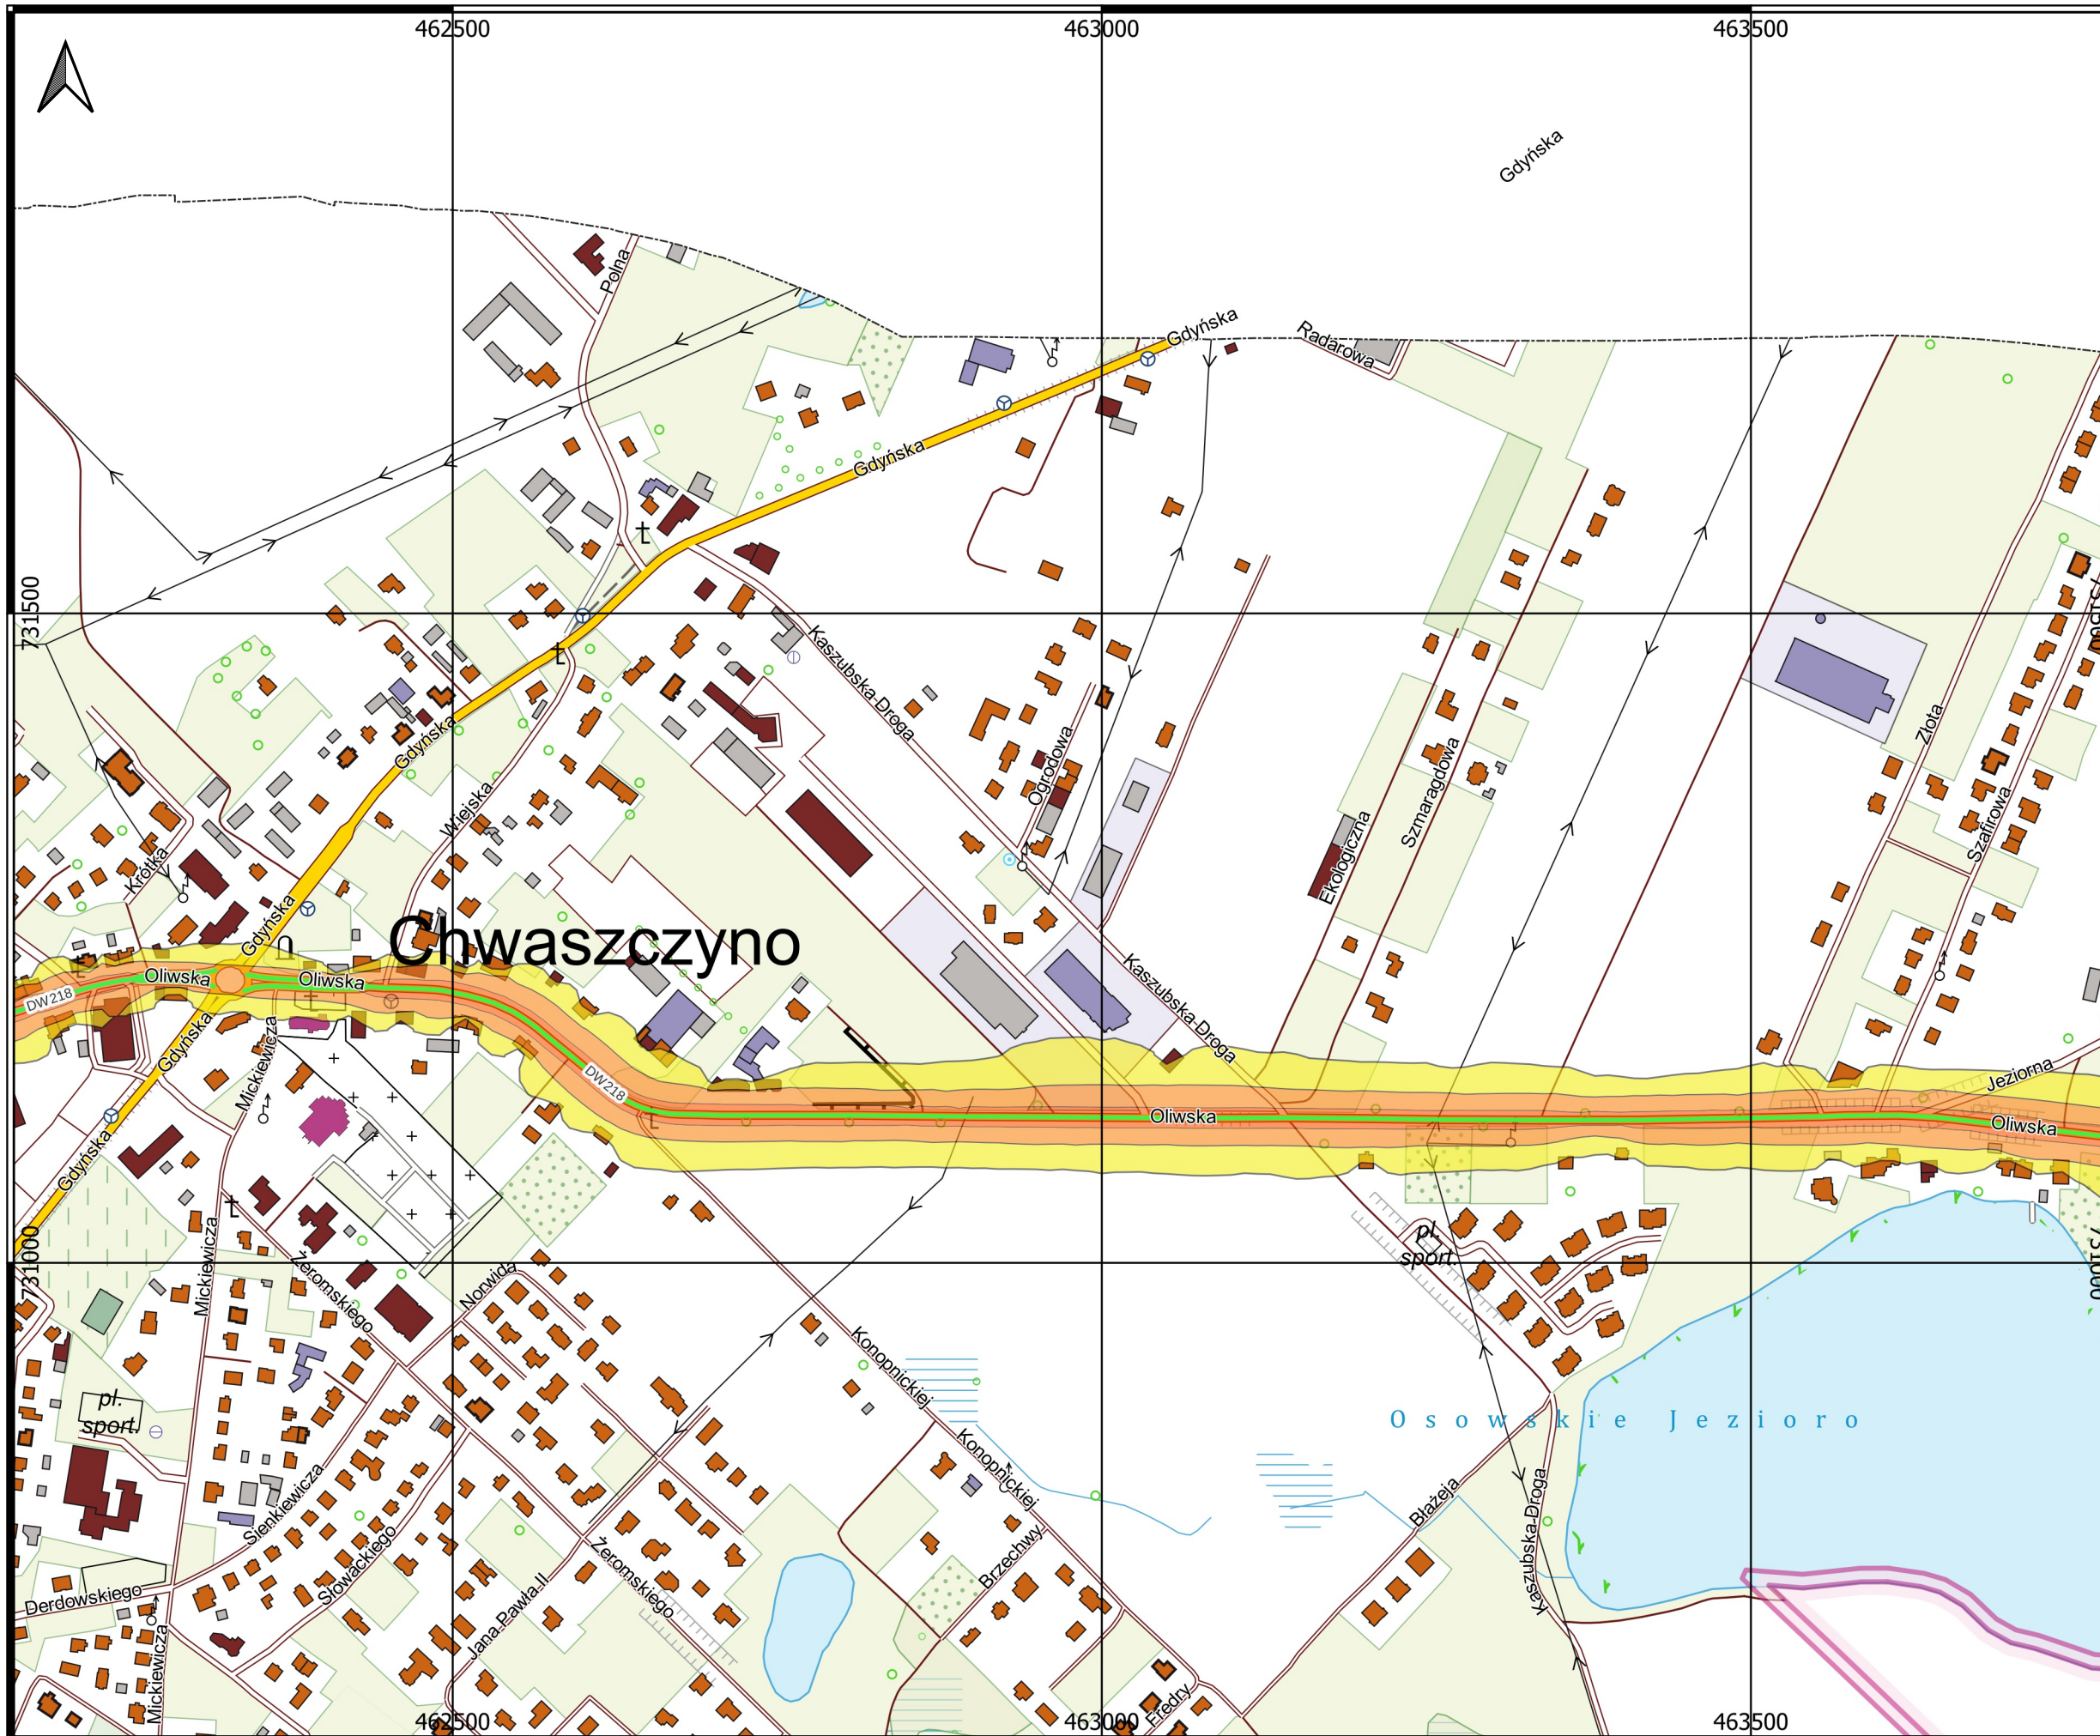 462500
463000
463500
Gdyńska
Polna
Gdyńska
Radarowa
Gdyńska
731500
Kaszubska-Droga
Gdyńska
Złota
Ogrodowa
Wiejska
Szmaragdowa
Szafirowa
Ekologiczna
Krótka
Gdyńska
Chwaszczyno
Kaszubska-Droga
Oliwska
Oliwska
DW218
Gdyńska
Mickiewicza
DW218
Jeziorna
Oliwska
Oliwska
Gdyńska
731000
731000
Mickiewicza
Żeromskiego
Norwida
pl.
sport.
Konopnickiej
pl.
sport.
Osowskie Jezioro
Konopnickiej
Sienkiewicza
Słowackiego
Błażeja
Kaszubska-Droga
Brzechwy
Żeromskiego
Derdowskiego
Jana-Pawła-II
Mickiewicza
Fredry
462500
463000
463500